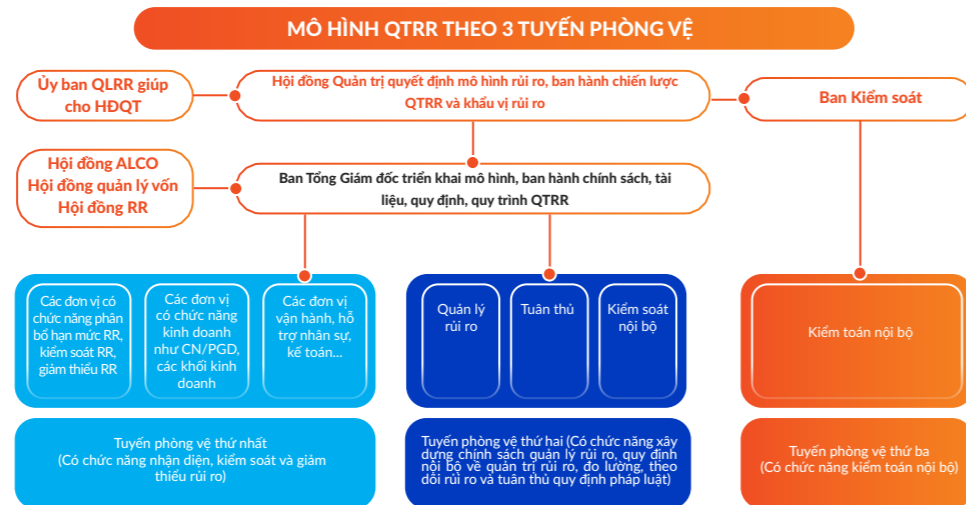 MÔ HÌNH QTRR THEO 3 TUYẾN PHÒNG VỆ
Ủy ban QLRR giúp
cho HĐQT
Hội đồng Quản trị quyết định mô hình rủi ro, ban hành chiến lược
QTRR và khẩu vị rủi ro
Ban Kiểm soát
Hội đồng ALCO
Hội đồng quản lý vốn
Hội đồng RR
Ban Tổng Giám đốc triển khai mô hình, ban hành chính sách, tài
liệu, quy định, quy trình QTRR
Các đơn vị có
chức năng phân
bổ hạn mức RR,
kiểm soát RR,
giảm thiểu RR
Các đơn vị
có chức năng
kinh doanh
như CN/PGD,
các khối kinh
doanh
Các đơn vị
vận hành, hỗ
trợ nhân sự,
kế toán...
Quản lý
rủi ro
Tuân thủ
Kiểm soát
nội bộ
Kiểm toán nội bộ
Tuyến phòng vệ thứ nhất
(Có chức năng nhận diện, kiểm soát và giảm
thiểu rủi ro)
Tuyến phòng vệ thứ hai (Có chức năng xây
dựng chính sách quản lý rủi ro, quy định
nội bộ về quản trị rủi ro, đo lường, theo
dõi rủi ro và tuân thủ quy định pháp luật)
Tuyến phòng vệ thứ ba
(Có chức năng kiểm toán nội bộ)